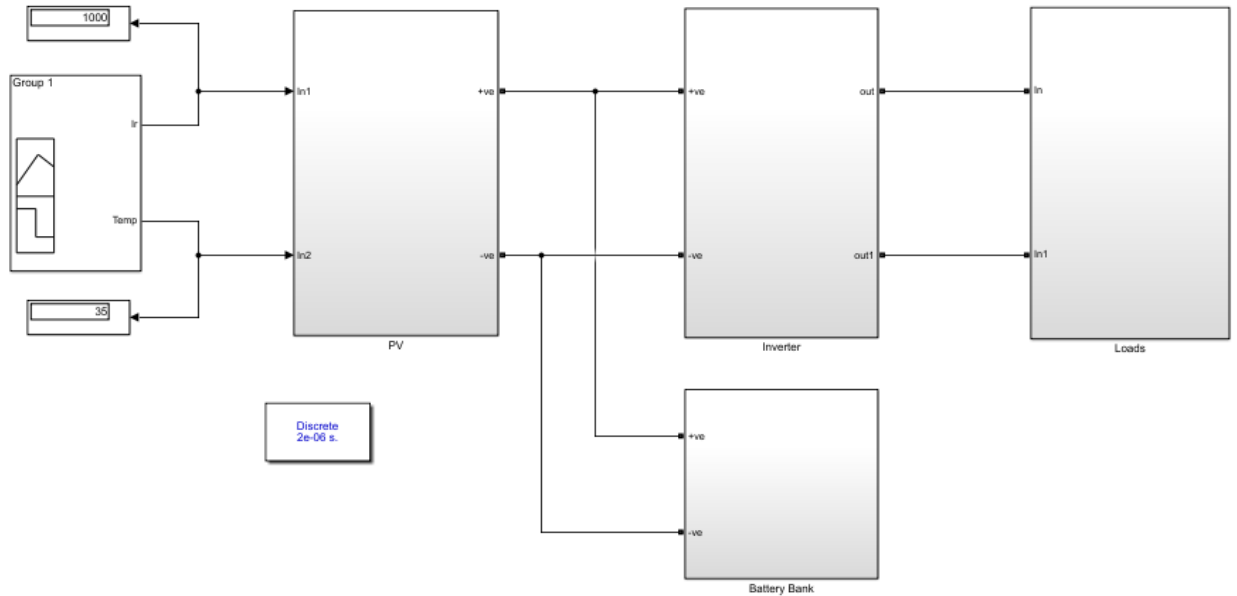 1000
Group 1
Ir
Temp
35
In1
In2
+ve
-ve
PV
+ve
-ve
out
out1
Inverter
In
In1
Loads
Discrete
2e-06 s.
+ve
-ve
Battery Bank